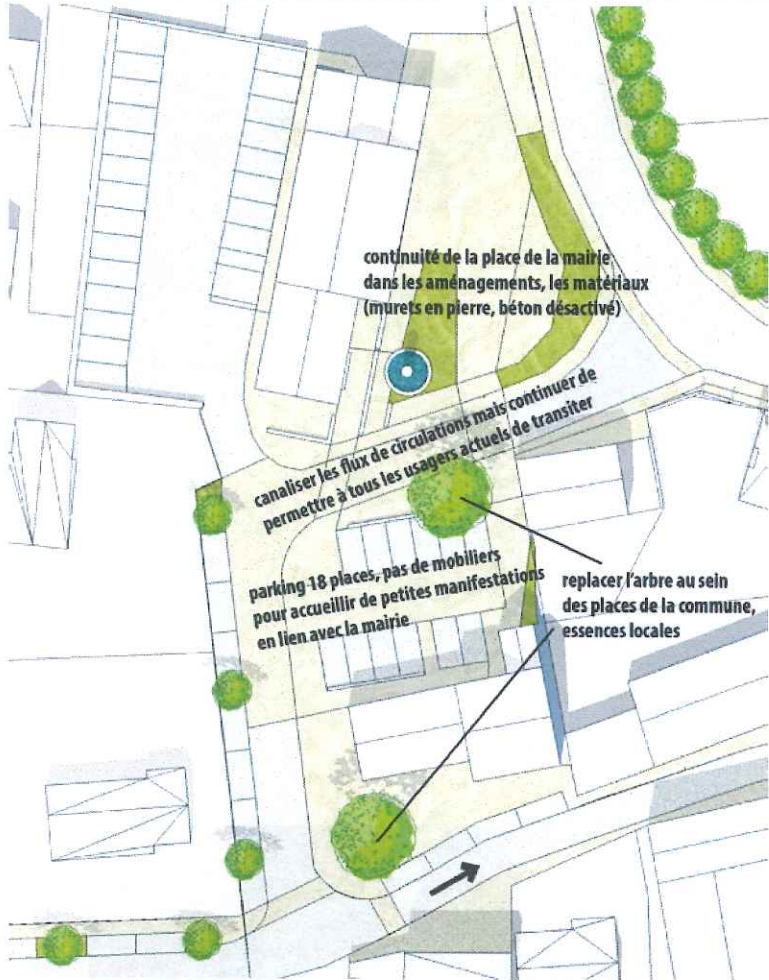 continuité de la place de la mairie
dans les aménagements, les matériaux
(murets en pierre, béton désactivé)
canaliser les flux de circulations mais continuer de
permettre à tous les usagers actuels de transiter
parking 18 places, pas de mobiliers
pour accueillir de petites manifestations
en lien avec la mairie
replacer l'arbre au sein
des places de la commune,
essences locales